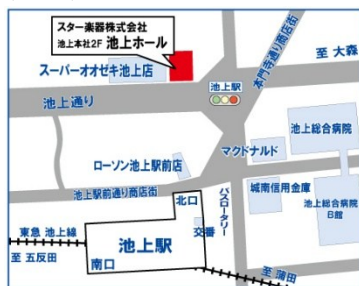 スター楽器株式会社
池上本社2F 池上ホール
スーパーオオゼキ池上店
池上駅
本門寺通り商店街
至 大森
池上通り
池上総合病院
マクドナルド
ローソン池上駅前店
池上駅前通り商店街
北口
バスロータリー
城南信用金庫
池上総合病院
B館
交番
東急 池上線
池上駅
至 五反田
南口
至 蒲田